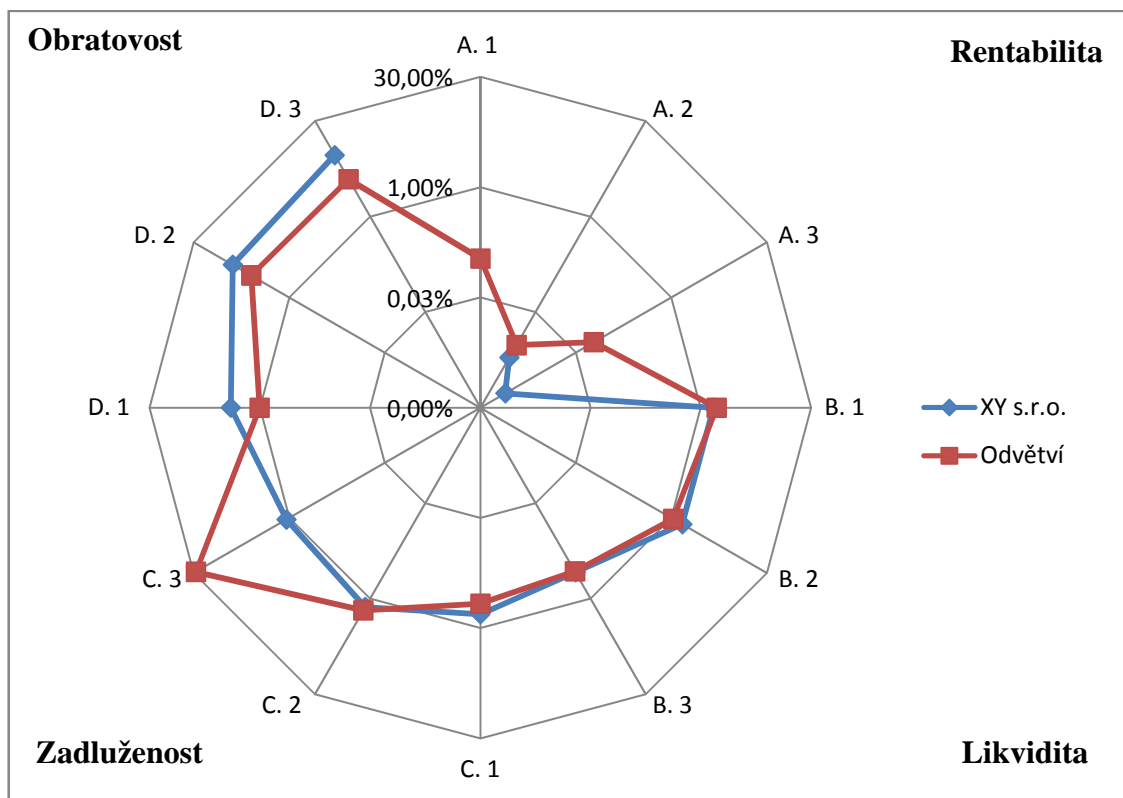 Obratovost
A. 1
Rentabilita
30,00%
D. 3
A. 2
1,00%
D. 2
A. 3
0,03%
D. 1
0,00%
B. 1
XY s.r.o.
Odvětví
C. 3
B. 2
C. 2
B. 3
Zadluženost
C. 1
Likvidita